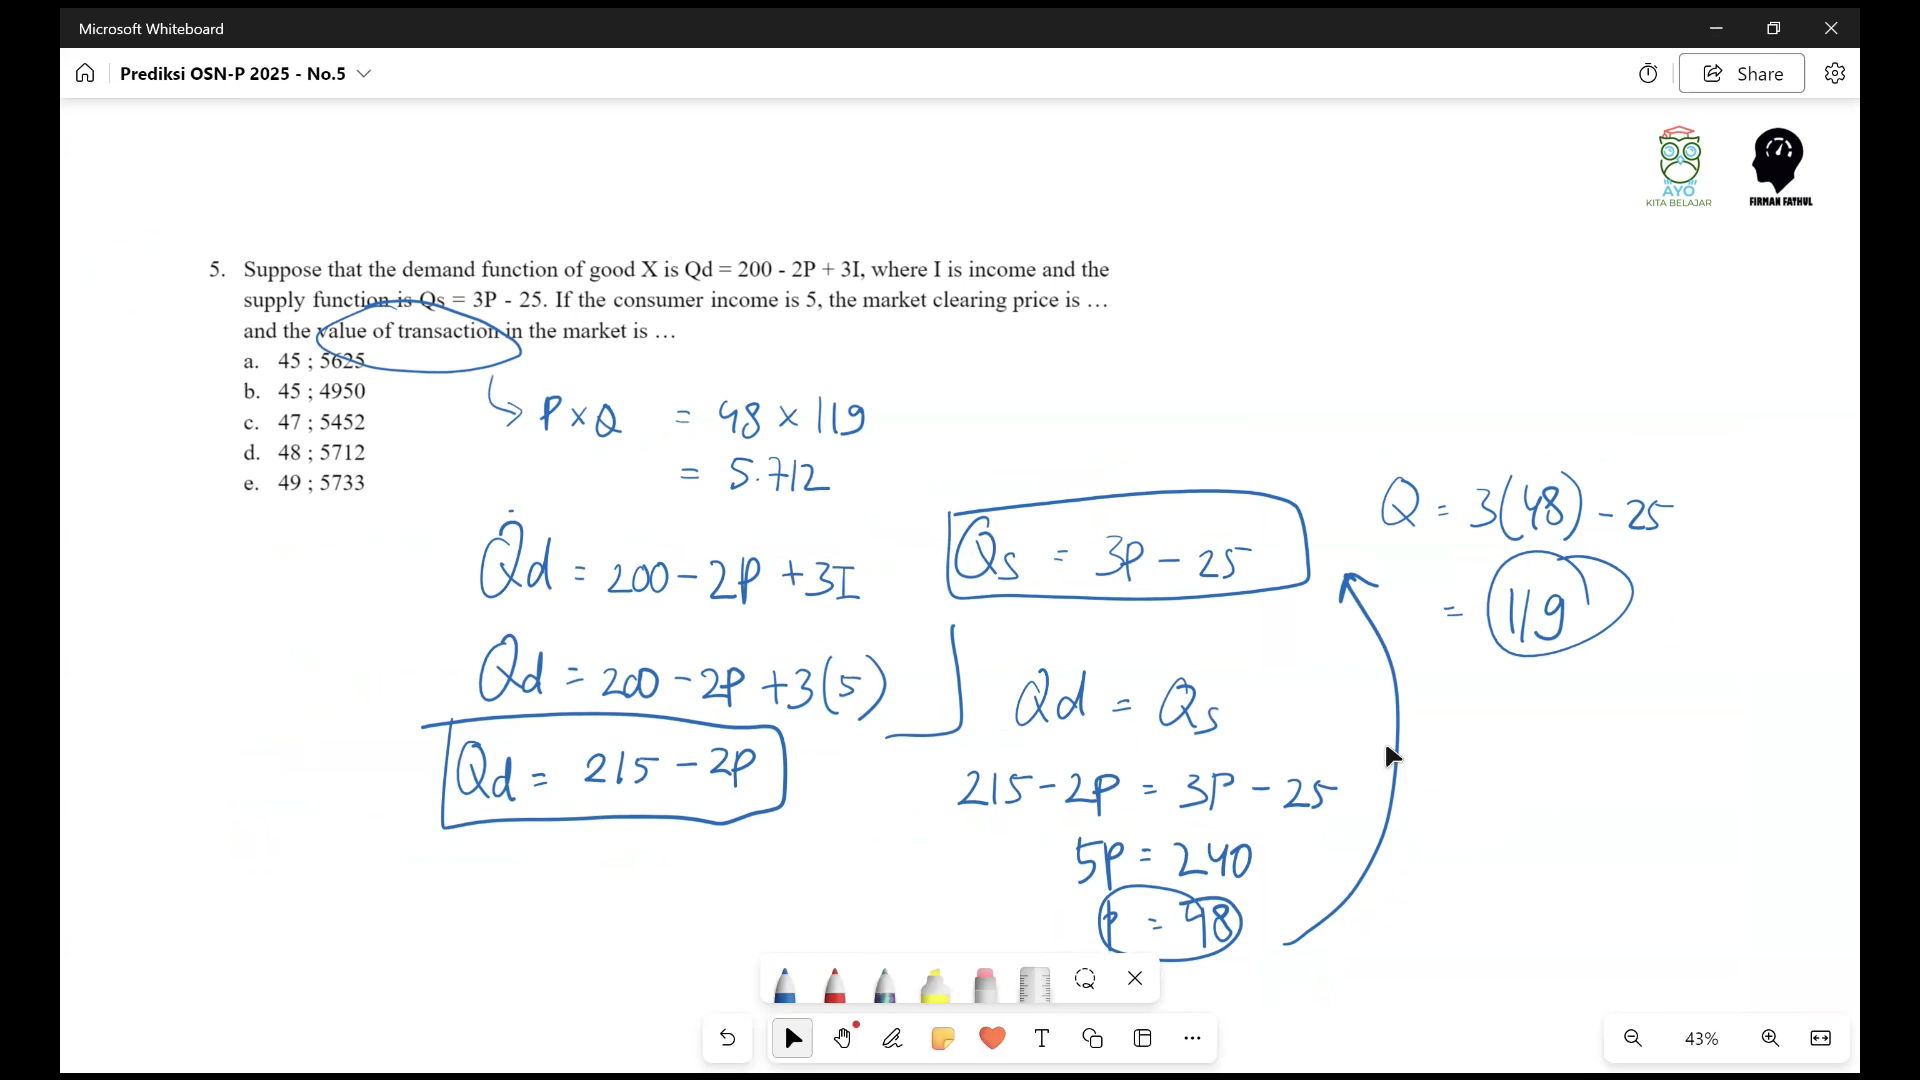 Microsoft Whiteboard
Prediksi OSN-P 2025 - No.5
Share
AYO
KITA BELAJAR
FIRMAN FATHUL
5. Suppose that the demand function of good X is Qd = 200 - 2P + 3I, where I is income and the
supply function is Qs = 3P - 25. If the consumer income is 5, the market clearing price is …
and the value of transaction in the market is …
a. 45 ; 5625
b. 45 ; 4950
c. 47 ; 5452
d. 48 ; 5712
e. 49 ; 5733
P x Q = 48 x 119
= 5.712
Qd = 200 - 2P + 3I
Qd = 200 - 2P + 3(5)
Qd = 215 - 2P
Qs = 3P - 25
Qd = Qs
215 - 2P = 3P - 25
5P = 240
P = 48
Q = 3(48) - 25
= 119
43%